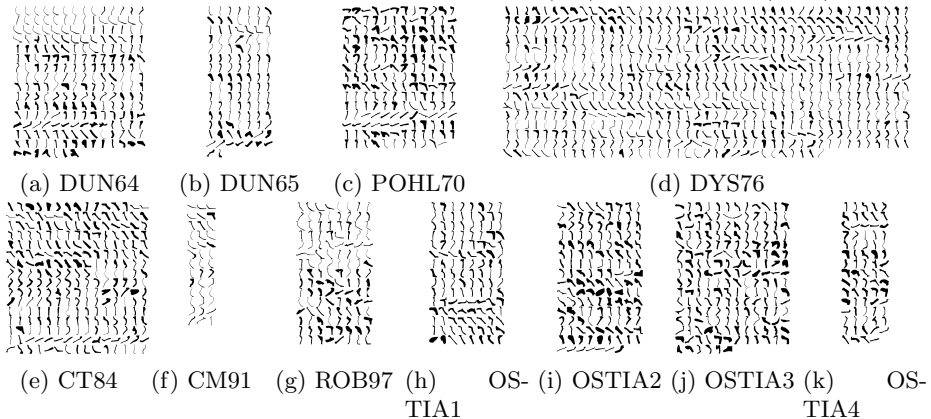 (a) DUN64 (b) DUN65 (c) POHL70 (d) DYS76
(e) CT84 (f) CM91 (g) ROB97 (h) OS- (i) OSTIA2 (j) OSTIA3 (k) OS-
TIA1 TIA4